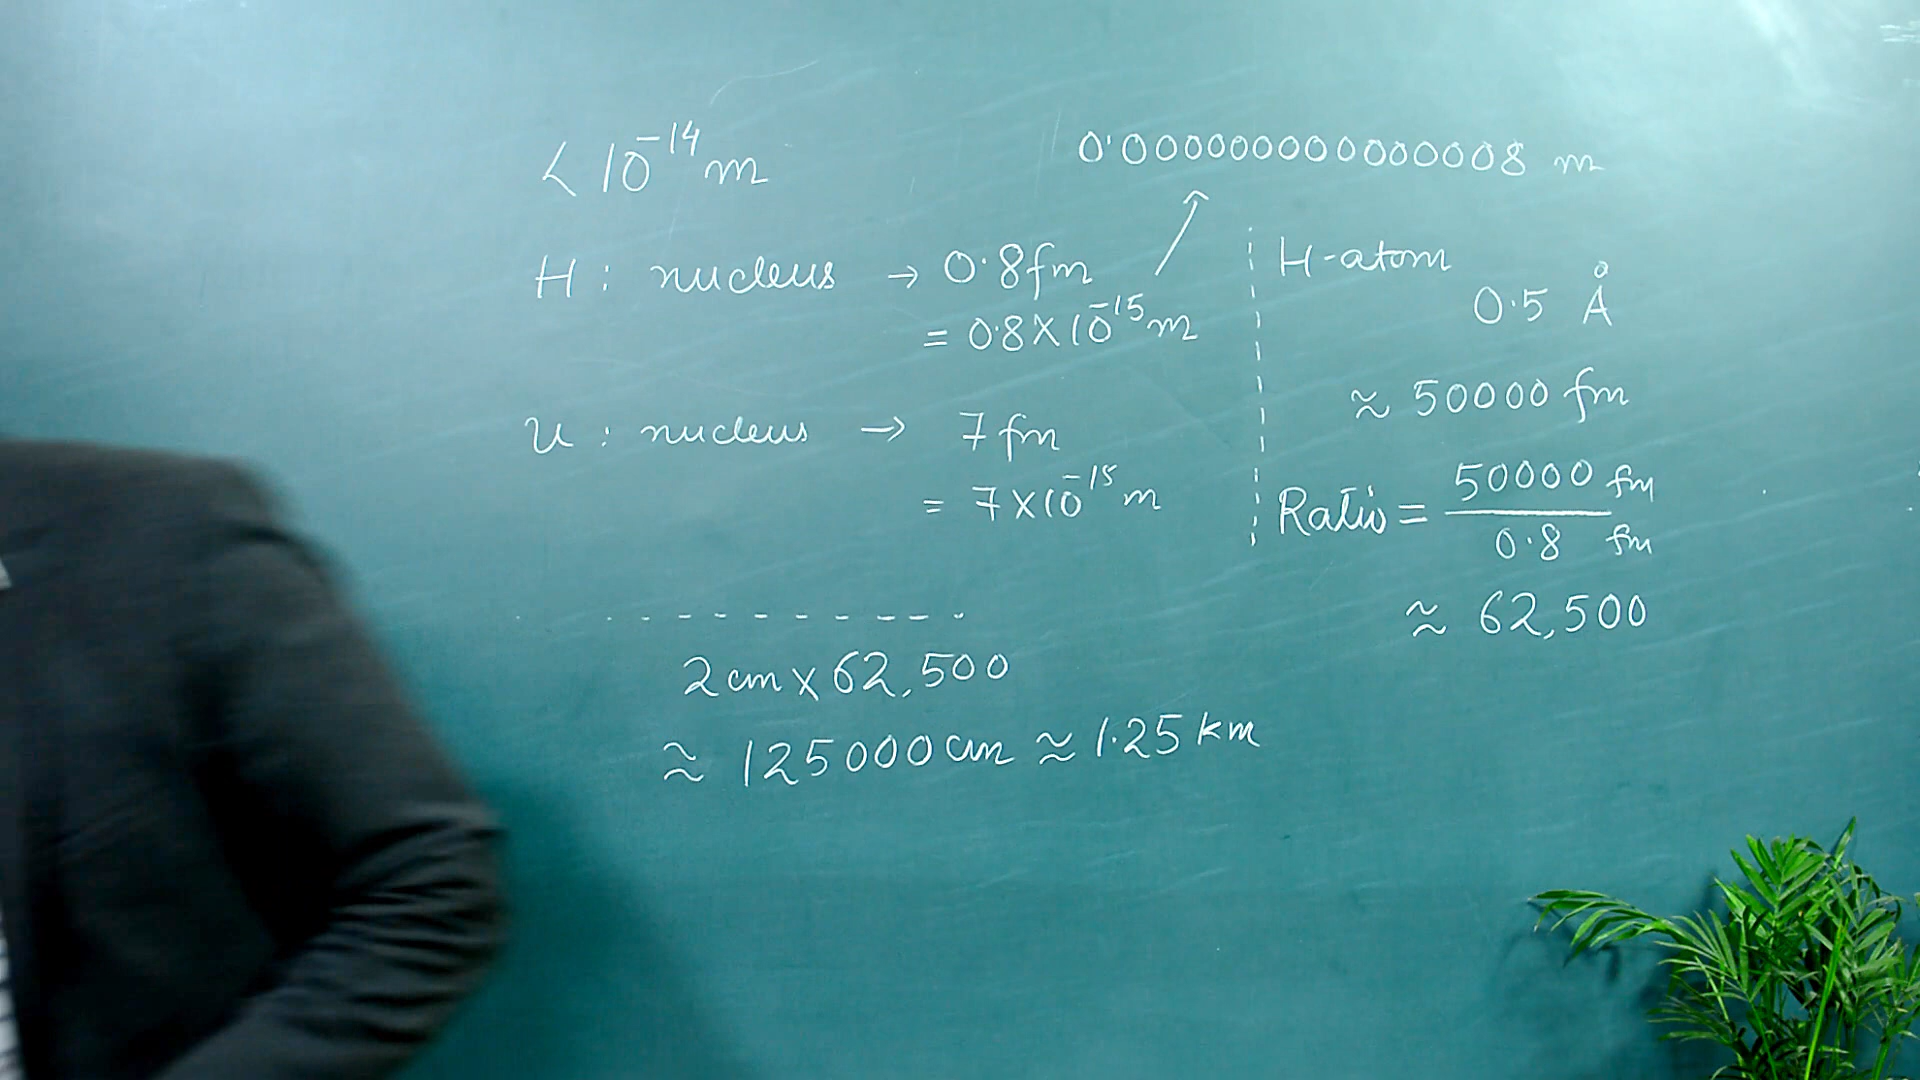 < 10⁻¹⁴ m
0·0000000000000008 m
H : nucleus → 0·8 fm
= 0·8 × 10⁻¹⁵ m
U : nucleus → 7 fm
= 7 × 10⁻¹⁵ m
H-atom
0·5 Å
≈ 50000 fm
Ratio = 50000 fm / 0·8 fm
≈ 62,500
2 cm × 62,500
≈ 125000 cm ≈ 1·25 km